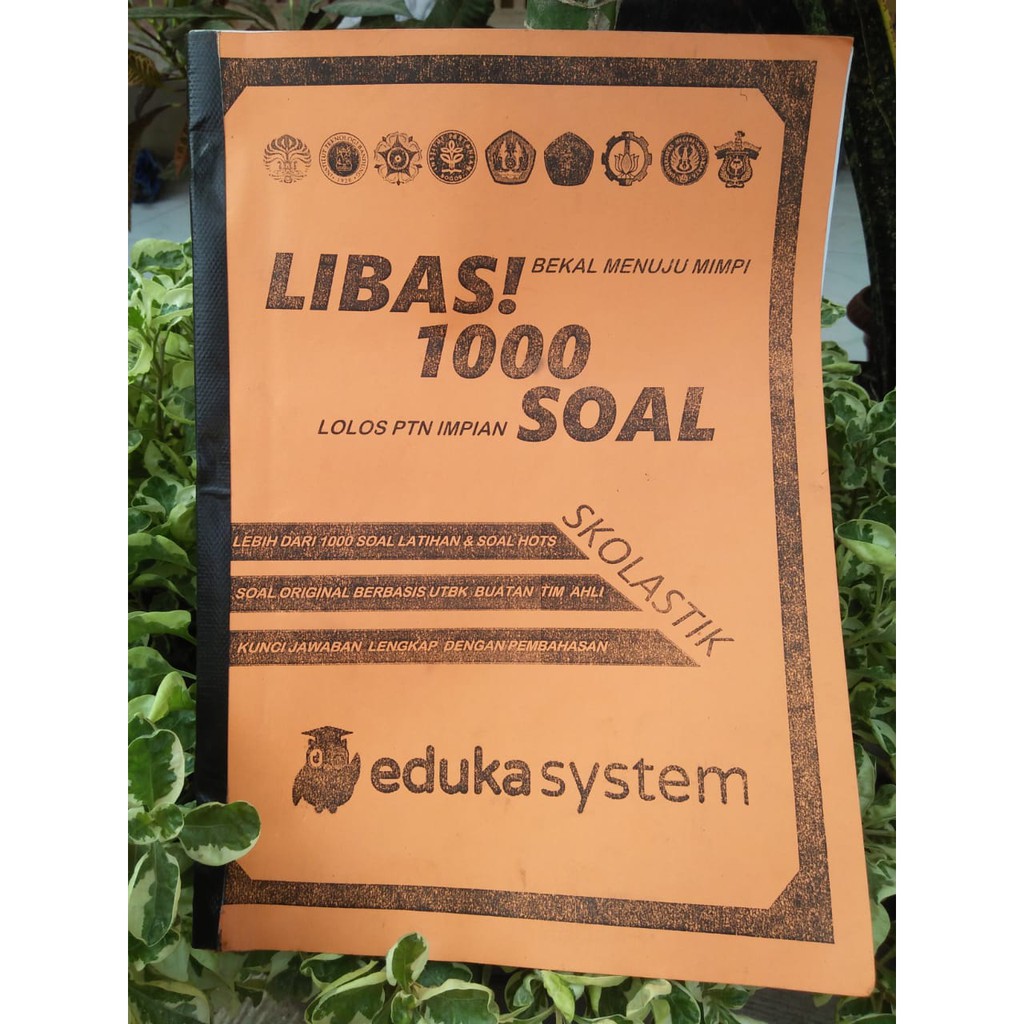 LIBAS! BEKAL MENUJU MIMPI
1000
LOLOS PTN IMPIAN SOAL
SKOLASTIK
LEBIH DARI 1000 SOAL LATIHAN & SOAL HOTS
SOAL ORIGINAL BERBASIS UTBK BUATAN TIM AHLI
KUNCI JAWABAN LENGKAP DENGAN PEMBAHASAN
edukasystem